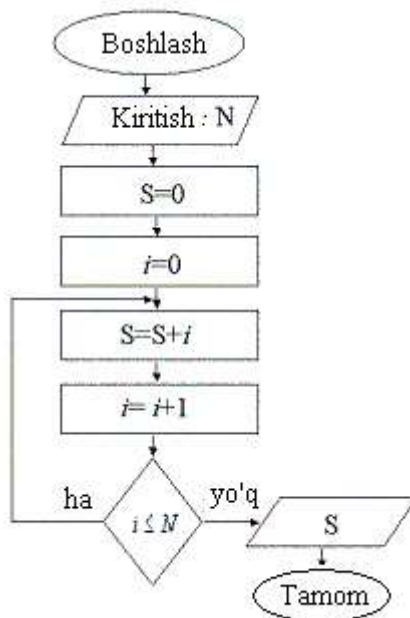 Boshlash
Kiritish : N
S=0
i=0
S=S+i
i= i+1
ha
i ≤ N
yo'q
S
Tamom